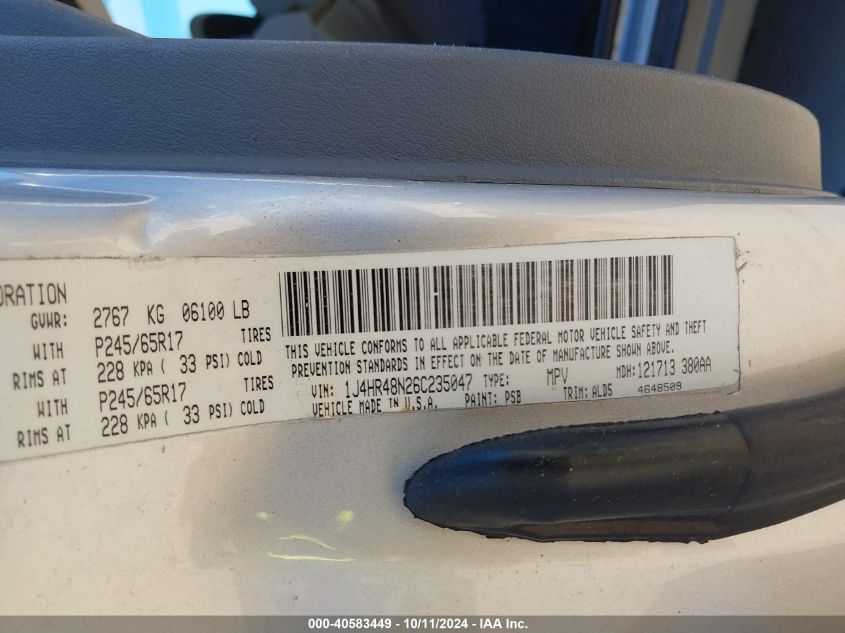 ORATION
GVWR: 2767 KG 06100 LB
WITH P245/65R17 TIRES
RIMS AT 228 KPA ( 33 PSI) COLD
WITH P245/65R17 TIRES
RIMS AT 228 KPA ( 33 PSI) COLD
THIS VEHICLE CONFORMS TO ALL APPLICABLE FEDERAL MOTOR VEHICLE SAFETY AND THEFT
PREVENTION STANDARDS IN EFFECT ON THE DATE OF MANUFACTURE SHOWN ABOVE.
VIN: 1J4HR48N26C235047 TYPE: MPV MDH: 121713 380AA
VEHICLE MADE IN U.S.A. PAINT: PSB TRIM: ALD5 4648509
000-40583449 - 10/11/2024 - COPYRIGHT IAA, Inc.